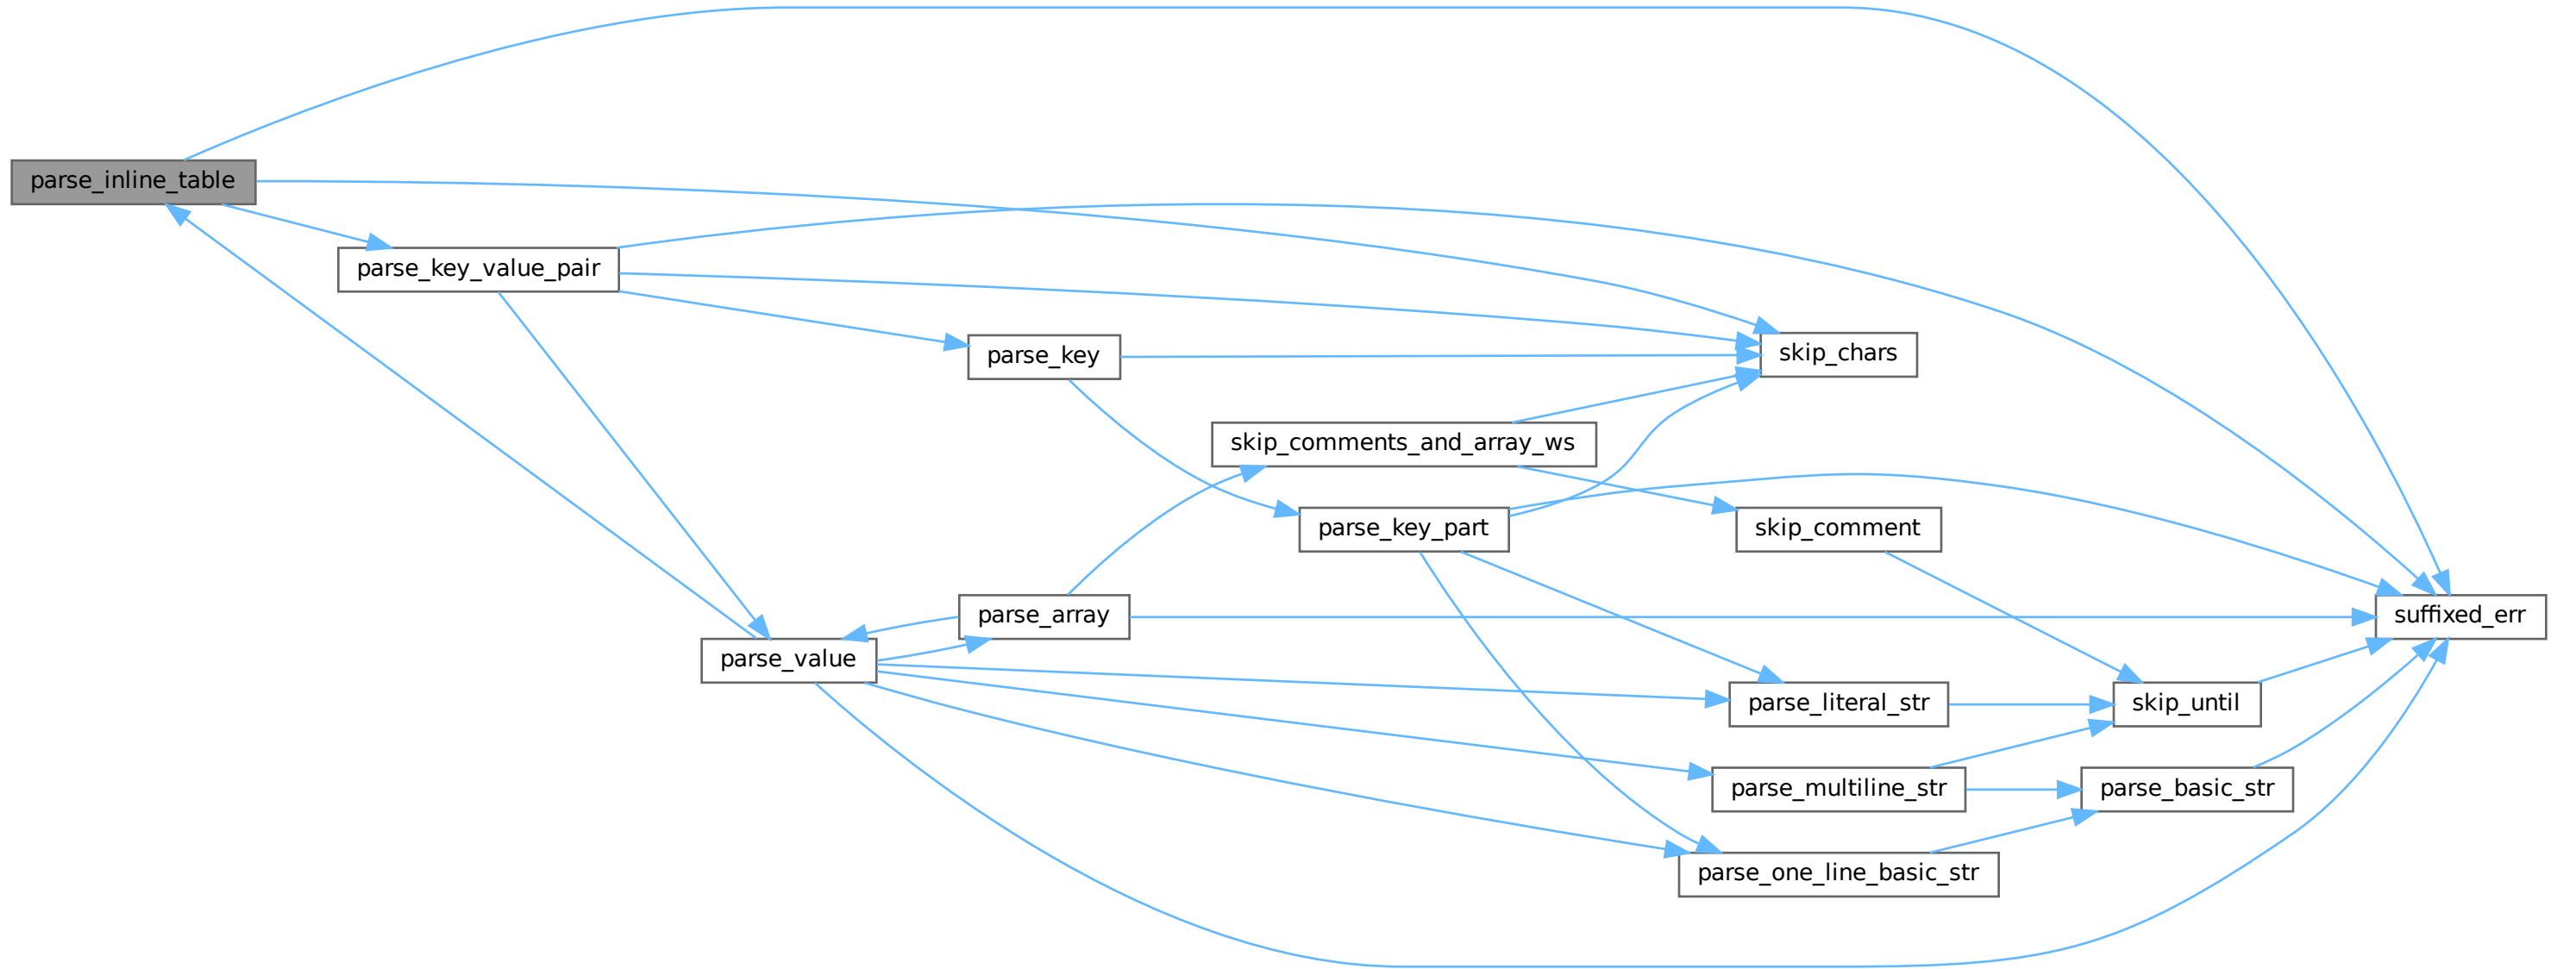 parse_inline_table
parse_key_value_pair
parse_key
skip_chars
skip_comments_and_array_ws
parse_key_part
skip_comment
parse_array
suffixed_err
parse_value
parse_literal_str
skip_until
parse_multiline_str
parse_basic_str
parse_one_line_basic_str